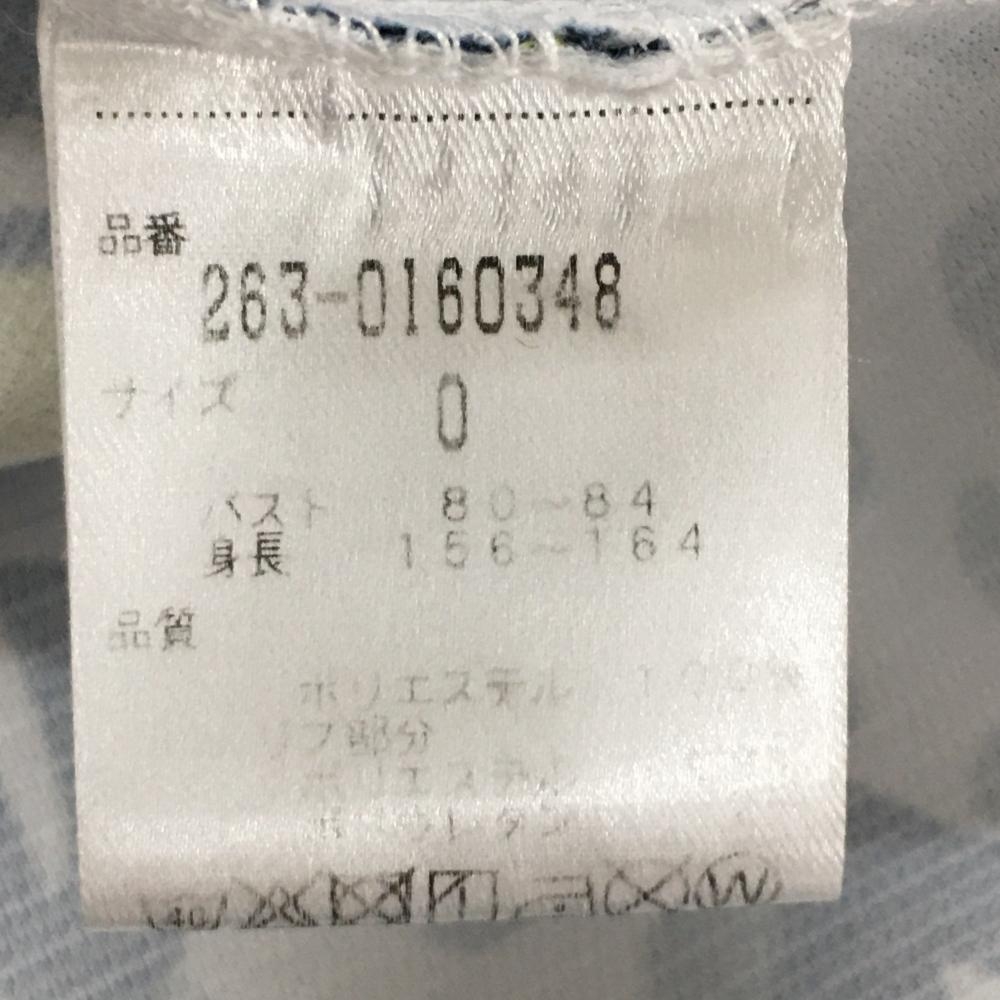 品番
263-0160348
サイズ 0
バスト 80~84
身長 156~164
品質
ポリエステル 100%
リブ部分
ポリエステル
ポリウレタン
40
W